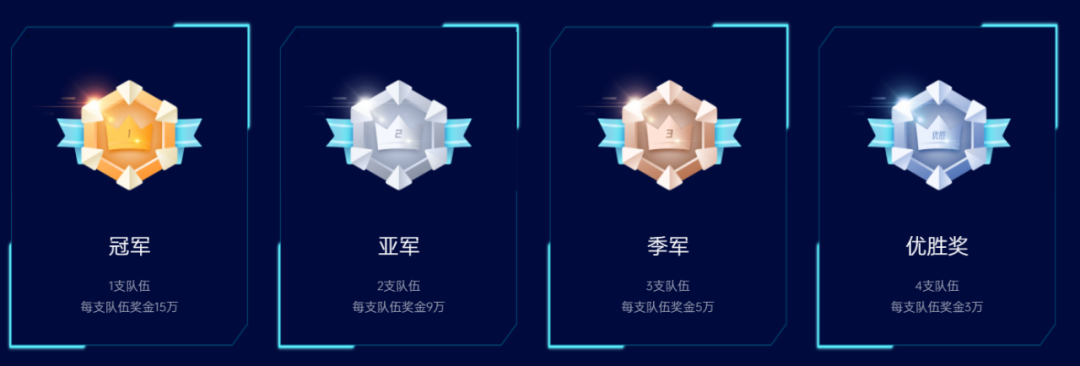 1
冠军
1支队伍
每支队伍奖金15万
2
亚军
2支队伍
每支队伍奖金9万
3
季军
3支队伍
每支队伍奖金5万
优胜
优胜奖
4支队伍
每支队伍奖金3万